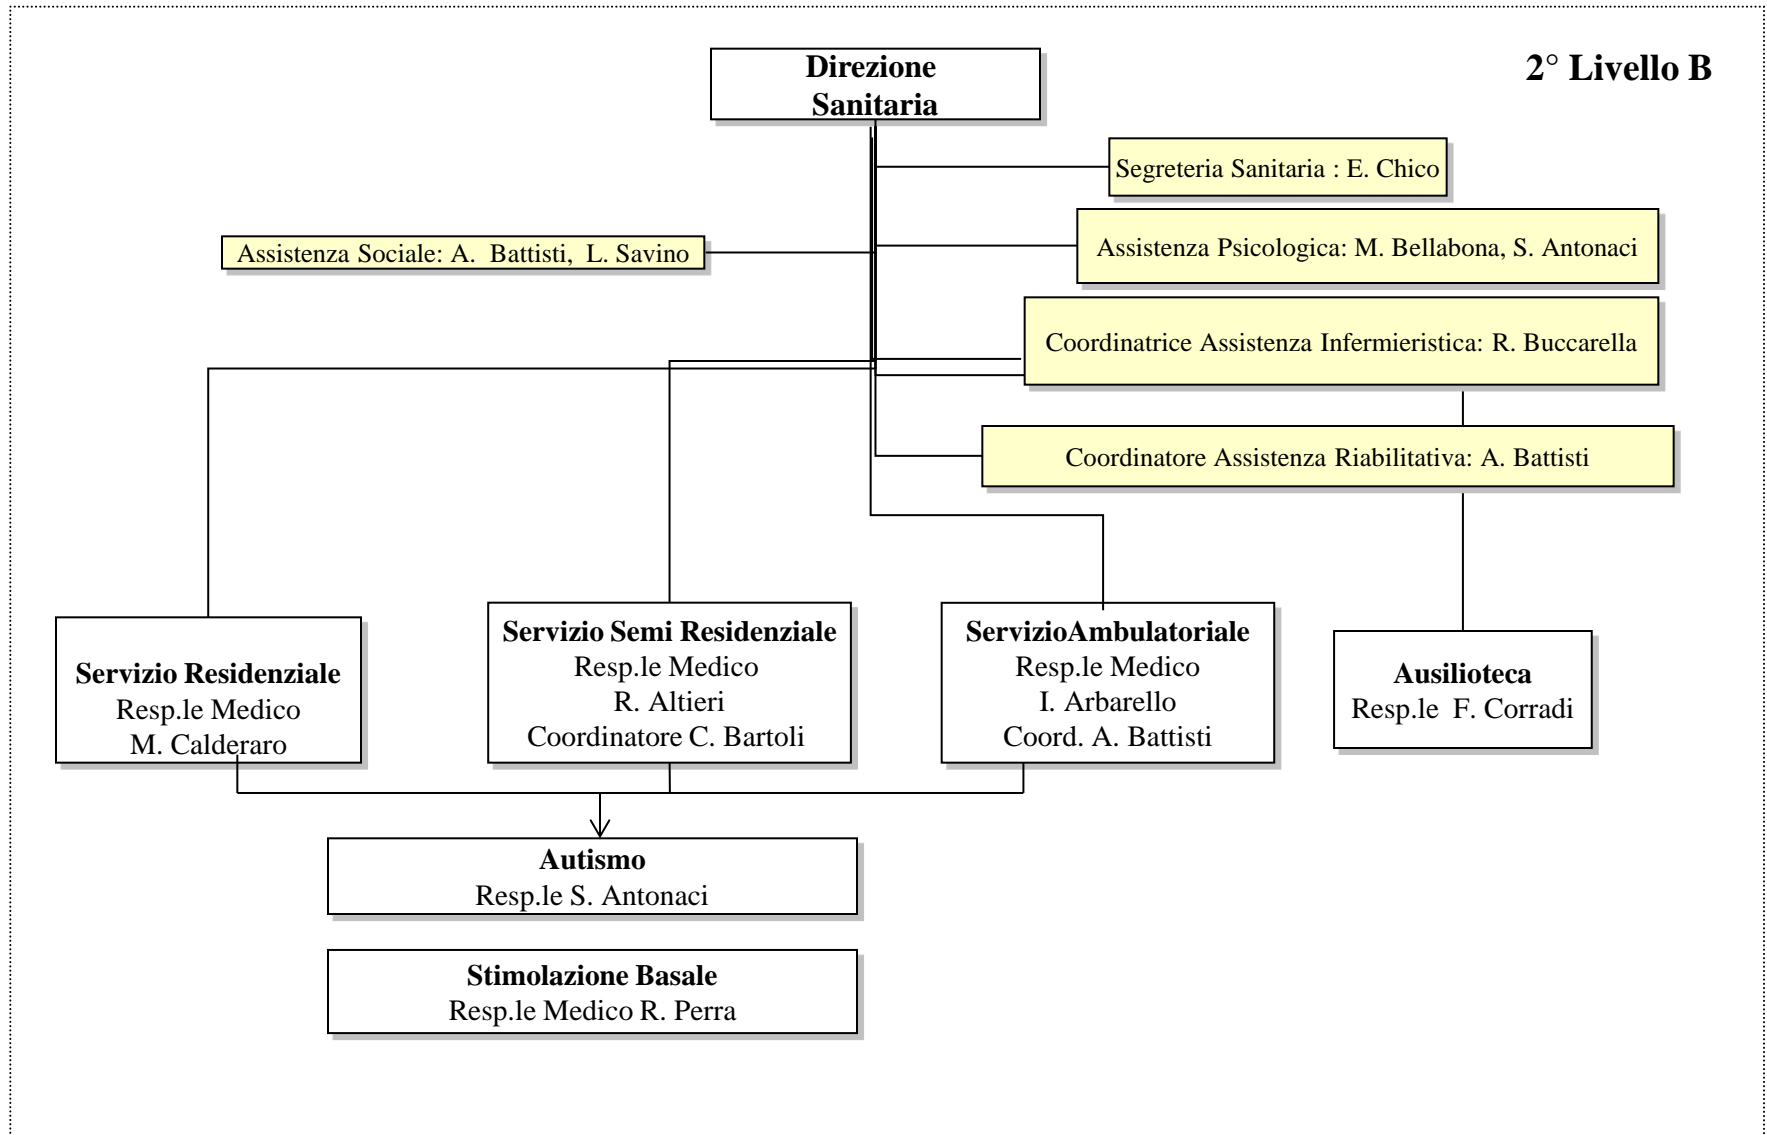 Direzione
Sanitaria
2° Livello B
Segreteria Sanitaria : E. Chico
Assistenza Sociale: A. Battisti, L. Savino
Assistenza Psicologica: M. Bellabona, S. Antonaci
Coordinatrice Assistenza Infermieristica: R. Buccarella
Coordinatore Assistenza Riabilitativa: A. Battisti
Servizio Residenziale
Resp.le Medico
M. Calderaro
Servizio Semi Residenziale
Resp.le Medico
R. Altieri
Coordinatore C. Bartoli
ServizioAmbulatoriale
Resp.le Medico
I. Arbarello
Coord. A. Battisti
Ausilioteca
Resp.le F. Corradi
Autismo
Resp.le S. Antonaci
Stimolazione Basale
Resp.le Medico R. Perra